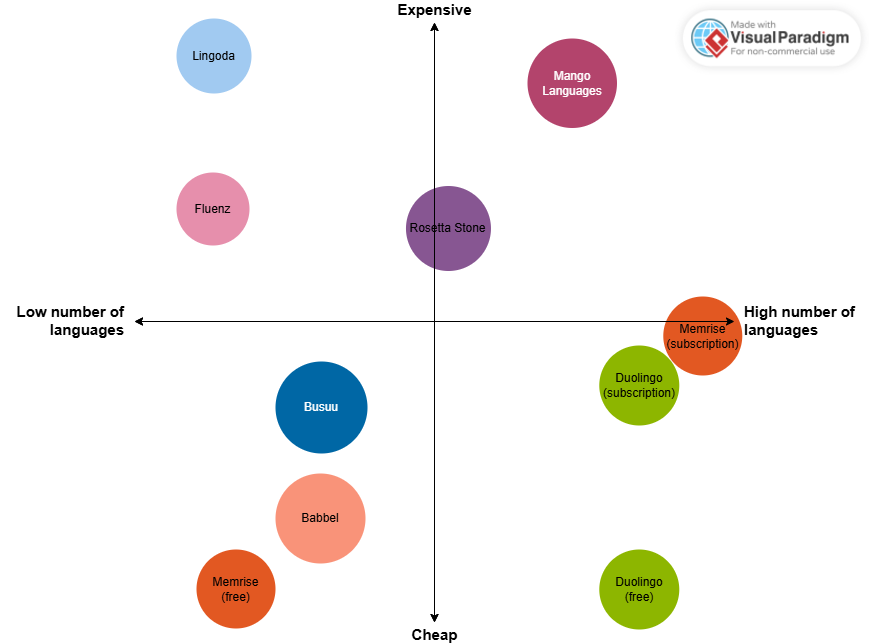 Expensive
Made with
Visual Paradigm
For non-commercial use
Lingoda
Mango
Languages
Fluenz
Rosetta Stone
Low number of
languages
High number of
languages
Memrise
(subscription)
Duolingo
(subscription)
Busuu
Babbel
Memrise
(free)
Duolingo
(free)
Cheap